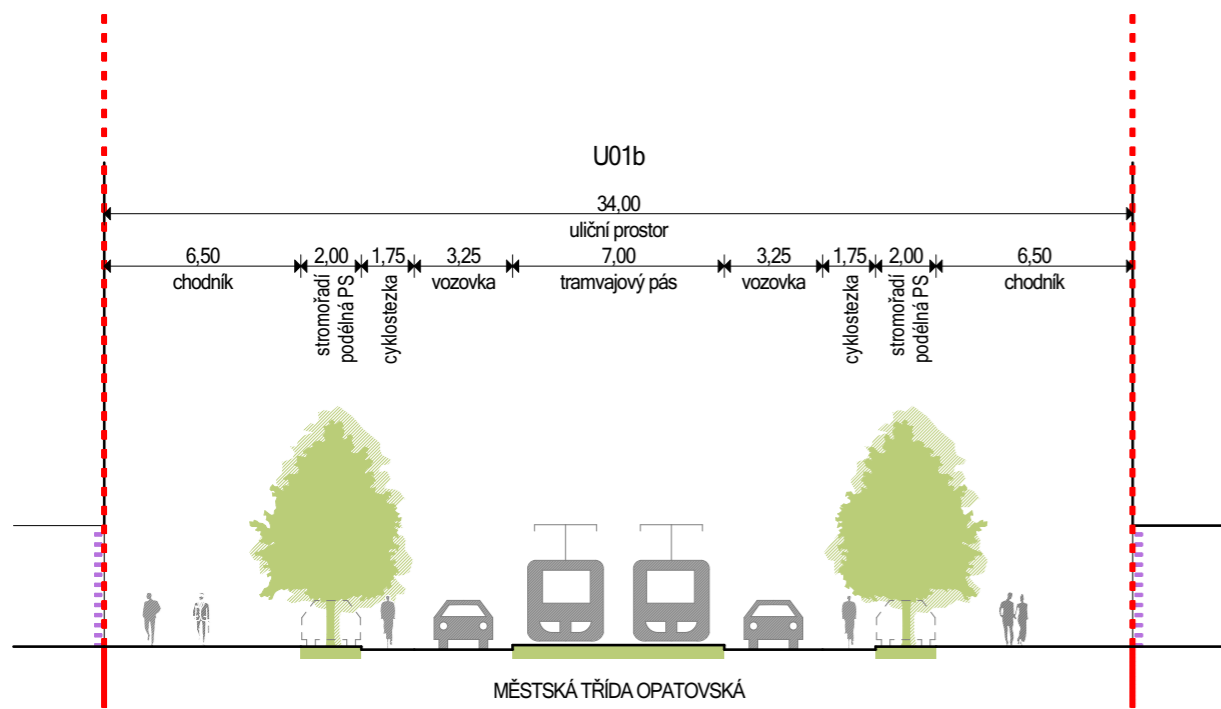 U01b
34,00
uliční prostor
6,50 2,00 1,75 3,25 7,00 3,25 1,75 2,00 6,50
chodník stromořadí podélná PS cyklostezka vozovka tramvajový pás vozovka cyklostezka stromořadí podélná PS chodník
MĚSTSKÁ TŘÍDA OPATOVSKÁ